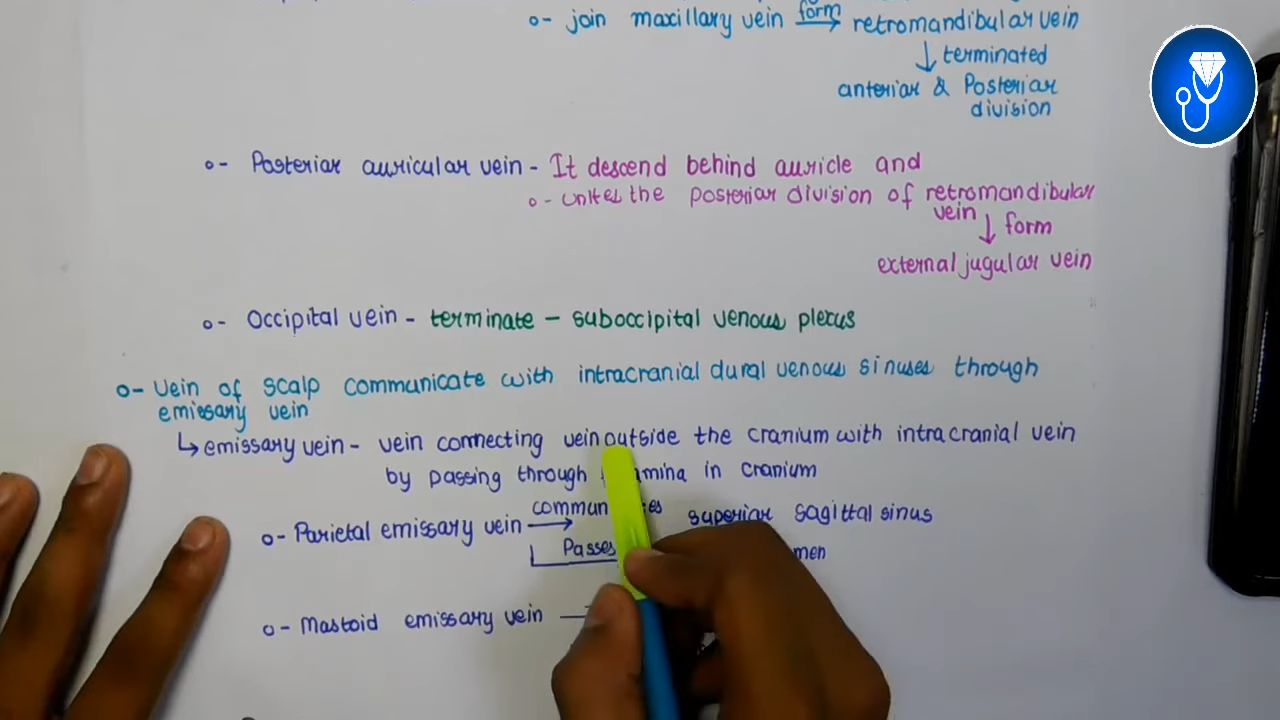 o- join maxillary vein form → retromandibular vein
↓ terminated
anterior & Posterior
division
o- Posterior auricular vein - It descend behind auricle and
o- unites the posterior division of retromandibular
vein ↓ form
external jugular vein
o- Occipital vein - terminate - suboccipital venous plexus
o- Vein of scalp communicate with intracranial dural venous sinuses through
emissary vein
↳ emissary vein - vein connecting vein outside the cranium with intracranial vein
by passing through in cranium
o- Parietal emissary vein → superior sagittal sinus
Passes
o- Mastoid emissary vein